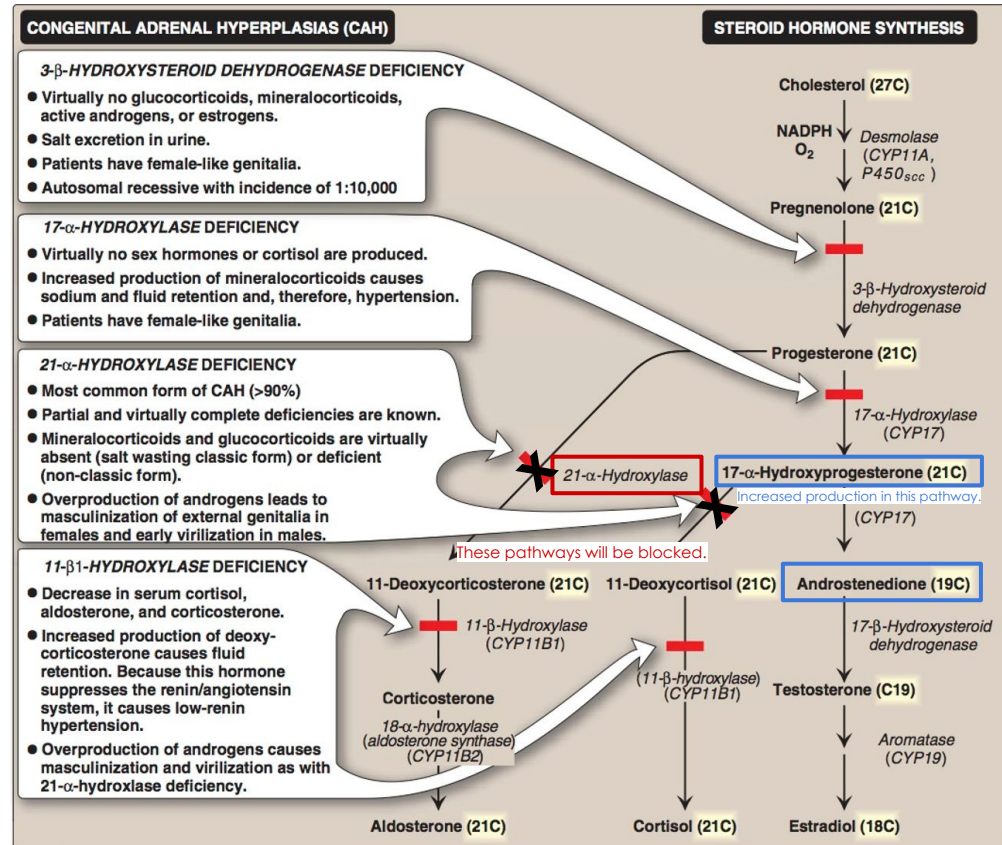 CONGENITAL ADRENAL HYPERPLASIAS (CAH)
3-β-HYDROXYSTEROID DEHYDROGENASE DEFICIENCY
● Virtually no glucocorticoids, mineralocorticoids,
active androgens, or estrogens.
● Salt excretion in urine.
● Patients have female-like genitalia.
● Autosomal recessive with incidence of 1:10,000
17-α-HYDROXYLASE DEFICIENCY
● Virtually no sex hormones or cortisol are produced.
● Increased production of mineralocorticoids causes
sodium and fluid retention and, therefore, hypertension.
● Patients have female-like genitalia.
21-α-HYDROXYLASE DEFICIENCY
● Most common form of CAH (>90%)
● Partial and virtually complete deficiencies are known.
● Mineralocorticoids and glucocorticoids are virtually
absent (salt wasting classic form) or deficient
(non-classic form).
● Overproduction of androgens leads to
masculinization of external genitalia in
females and early virilization in males.
11-β1-HYDROXYLASE DEFICIENCY
● Decrease in serum cortisol,
aldosterone, and corticosterone.
● Increased production of deoxy-
corticosterone causes fluid
retention. Because this hormone
suppresses the renin/angiotensin
system, it causes low-renin
hypertension.
● Overproduction of androgens causes
masculinization and virilization as with
21-α-hydroxlase deficiency.
STEROID HORMONE SYNTHESIS
Cholesterol (27C)
NADPH
O2
Desmolase
(CYP11A,
P450scc)
Pregnenolone (21C)
3-β-Hydroxysteroid
dehydrogenase
Progesterone (21C)
17-α-Hydroxylase
(CYP17)
21-α-Hydroxylase
17-α-Hydroxyprogesterone (21C)
Increased production in this pathway.
(CYP17)
These pathways will be blocked.
11-Deoxycorticosterone (21C)
11-Deoxycortisol (21C)
Androstenedione (19C)
11-β-Hydroxylase
(CYP11B1)
(11-β-hydroxylase)
(CYP11B1)
17-β-Hydroxysteroid
dehydrogenase
Corticosterone
Testosterone (C19)
18-α-hydroxylase
(aldosterone synthase)
(CYP11B2)
Aromatase
(CYP19)
Aldosterone (21C)
Cortisol (21C)
Estradiol (18C)